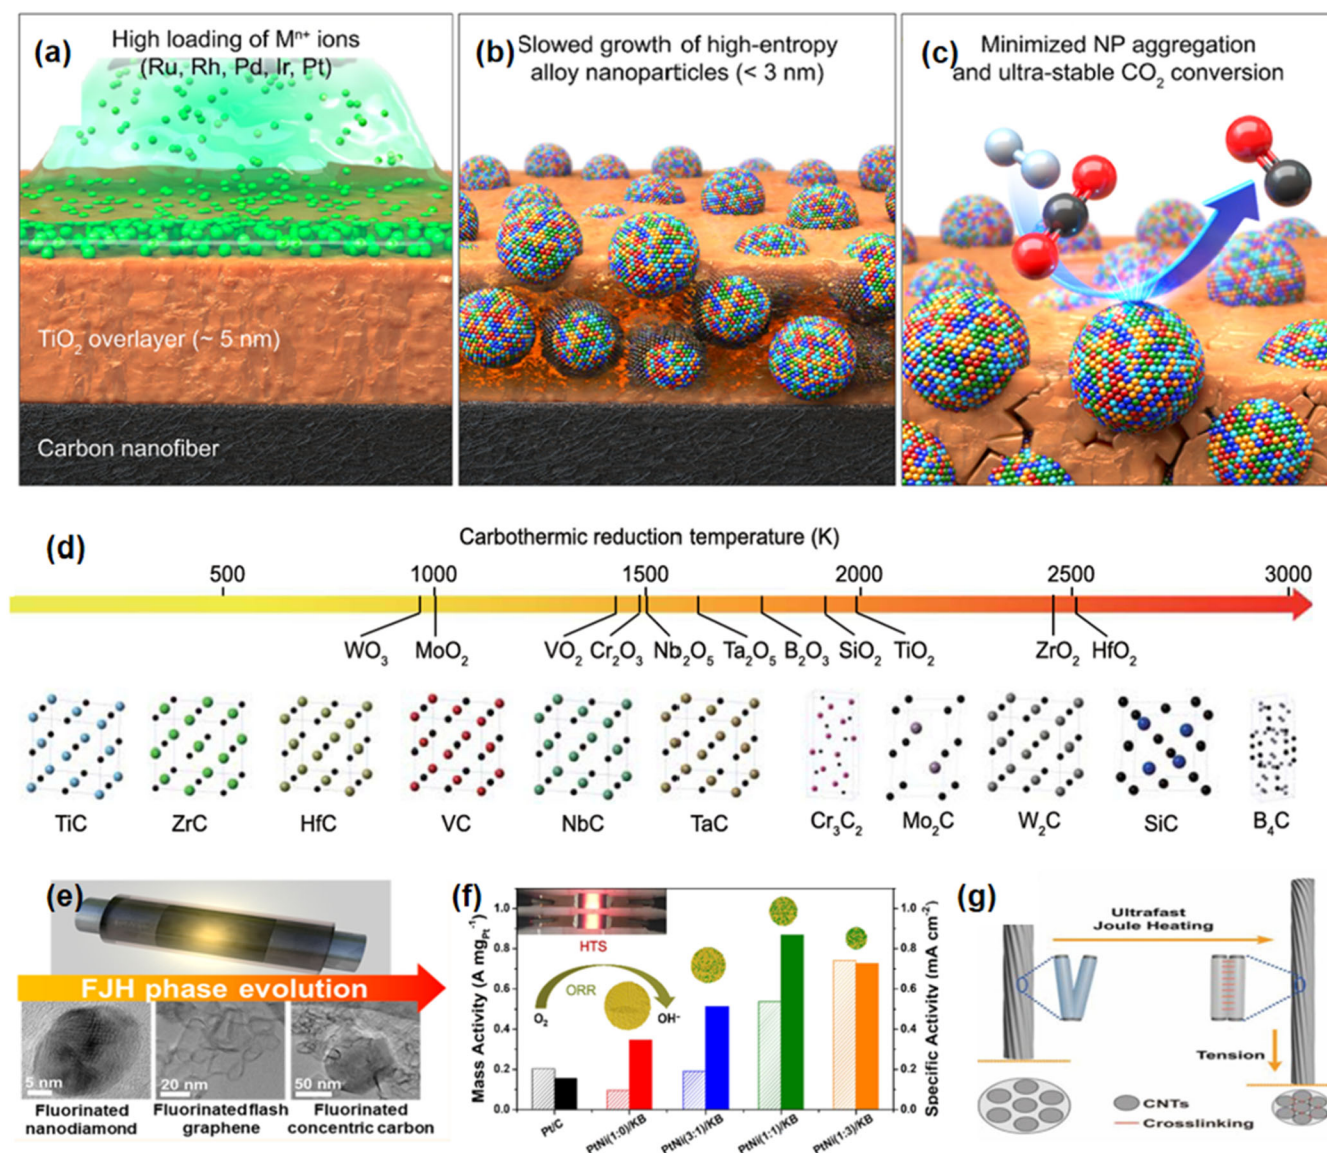 (a)
High loading of Mⁿ⁺ ions
(Ru, Rh, Pd, Ir, Pt)
TiO₂ overlayer (~ 5 nm)
Carbon nanofiber
(b)
Slowed growth of high-entropy
alloy nanoparticles (< 3 nm)
(c)
Minimized NP aggregation
and ultra-stable CO₂ conversion
(d)
Carbothermic reduction temperature (K)
500 1000 1500 2000 2500 3000
WO₃ MoO₂ VO₂ Cr₂O₃ Nb₂O₅ Ta₂O₅ B₂O₃ SiO₂ TiO₂ ZrO₂ HfO₂
TiC ZrC HfC VC NbC TaC Cr₃C₂ Mo₂C W₂C SiC B₄C
(e)
FJH phase evolution
5 nm 20 nm 50 nm
Fluorinated
nanodiamond
Fluorinated flash
graphene
Fluorinated
concentric carbon
(f)
Mass Activity (A mg_Pt⁻¹)
1.0
0.8
0.6
0.4
0.2
0.0
HTS
ORR
O₂ OH⁻
1.0
0.8
0.6
0.4
0.2
0.0
Specific Activity (mA cm⁻²)
Pt/C PtNi(1:0)/KB PtNi(3:1)/KB PtNi(1:1)/KB PtNi(1:3)/KB
(g)
Ultrafast
Joule Heating
Tension
CNTs
Crosslinking